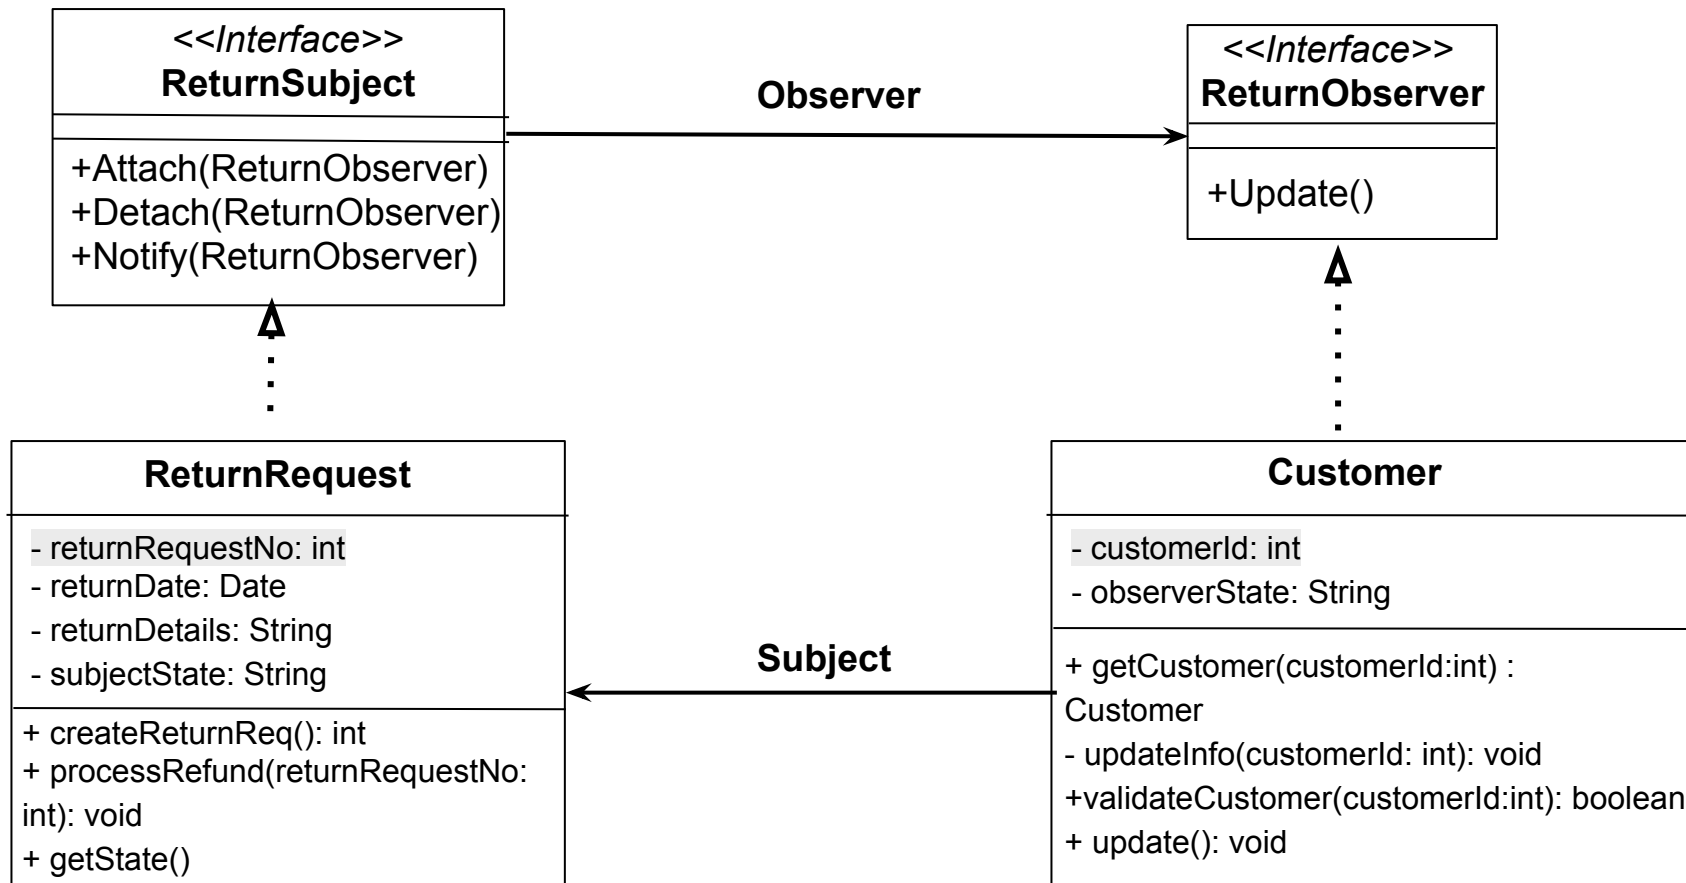 <<Interface>>
ReturnSubject
+Attach(ReturnObserver)
+Detach(ReturnObserver)
+Notify(ReturnObserver)
Observer
<<Interface>>
ReturnObserver
+Update()
ReturnRequest
- returnRequestNo: int
- returnDate: Date
- returnDetails: String
- subjectState: String
+ createReturnReq(): int
+ processRefund(returnRequestNo:
int): void
+ getState()
Subject
Customer
- customerId: int
- observerState: String
+ getCustomer(customerId:int) :
Customer
- updateInfo(customerId: int): void
+validateCustomer(customerId:int): boolean
+ update(): void